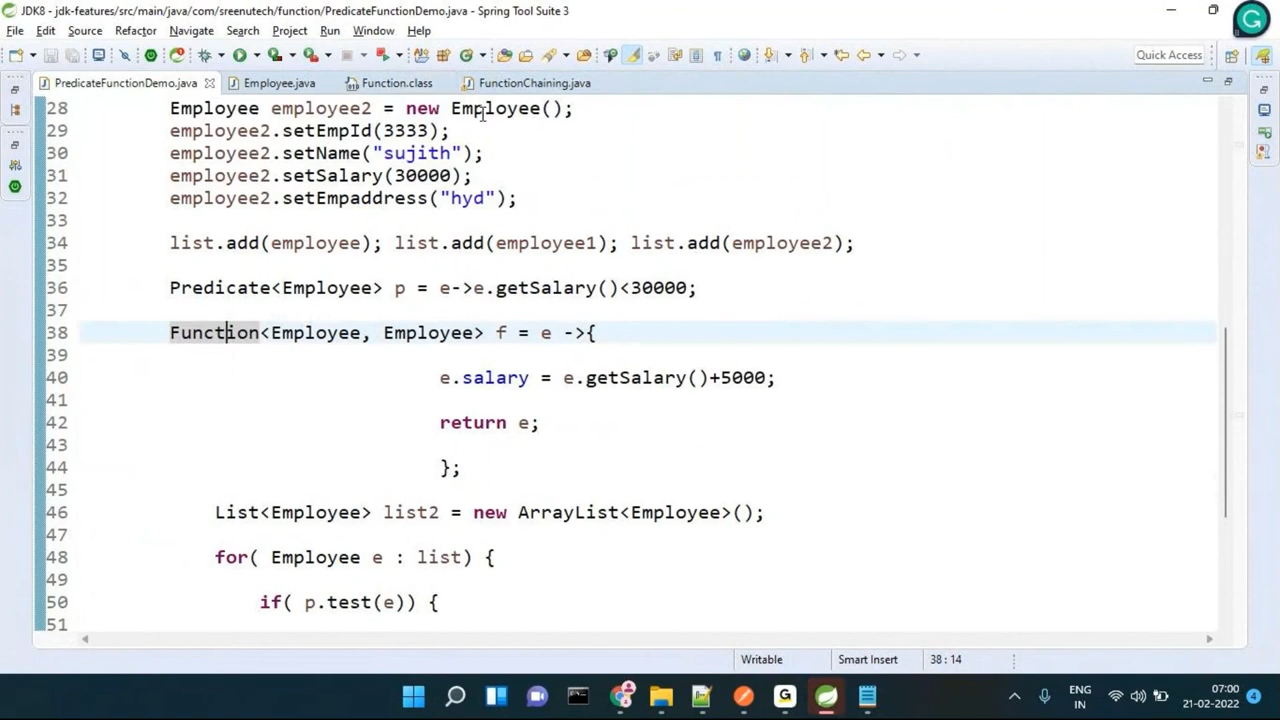 JDK8 - jdk-features/src/main/java/com/sreenutech/function/PredicateFunctionDemo.java - Spring Tool Suite 3
File Edit Source Refactor Navigate Search Project Run Window Help
Quick Access
PredicateFunctionDemo.java Employee.java Function.class FunctionChaining.java
28 Employee employee2 = new Employee();
29 employee2.setEmpId(3333);
30 employee2.setName("sujith");
31 employee2.setSalary(30000);
32 employee2.setEmpaddress("hyd");
33
34 list.add(employee); list.add(employee1); list.add(employee2);
35
36 Predicate<Employee> p = e->e.getSalary()<30000;
37
38 Function<Employee, Employee> f = e ->{
39
40 e.salary = e.getSalary()+5000;
41
42 return e;
43
44 };
45
46 List<Employee> list2 = new ArrayList<Employee>();
47
48 for( Employee e : list) {
49
50 if( p.test(e)) {
51
Writable Smart Insert 38 : 14
ENG
IN
07:00
21-02-2022
4